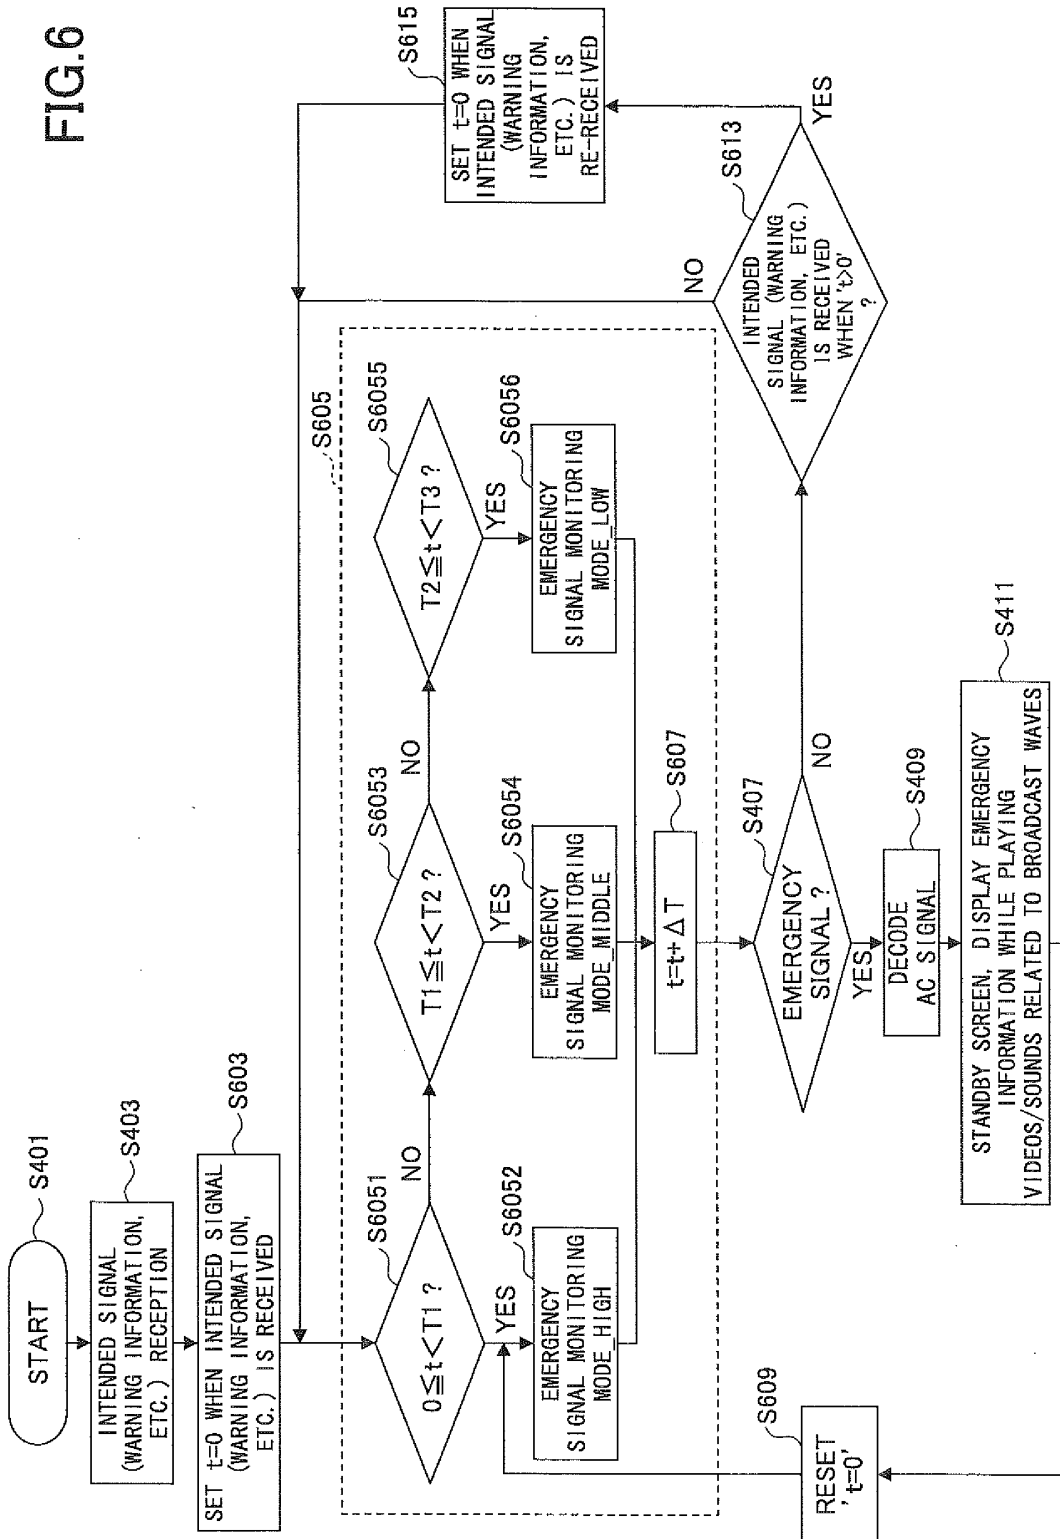 FIG.6
START
S401
INTENDED SIGNAL
(WARNING INFORMATION,
ETC.) RECEPTION
S403
SET t=0 WHEN INTENDED SIGNAL
(WARNING INFORMATION,
ETC.) IS RECEIVED
S603
S605
0≦t<T1?
S6051
NO
YES
T1≦t<T2?
S6053
NO
YES
T2≦t<T3?
S6055
YES
EMERGENCY
SIGNAL MONITORING
MODE_HIGH
S6052
EMERGENCY
SIGNAL MONITORING
MODE_MIDDLE
S6054
EMERGENCY
SIGNAL MONITORING
MODE_LOW
S6056
t=t+ΔT
S607
EMERGENCY
SIGNAL?
S407
NO
YES
DECODE
AC SIGNAL
S409
STANDBY SCREEN, DISPLAY EMERGENCY
INFORMATION WHILE PLAYING
VIDEOS/SOUNDS RELATED TO BROADCAST WAVES
S411
RESET
't=0'
S609
INTENDED
SIGNAL (WARNING
INFORMATION, ETC.)
IS RECEIVED
WHEN 't>0'
?
S613
NO
YES
SET t=0 WHEN
INTENDED SIGNAL
(WARNING
INFORMATION,
ETC.) IS
RE-RECEIVED
S615